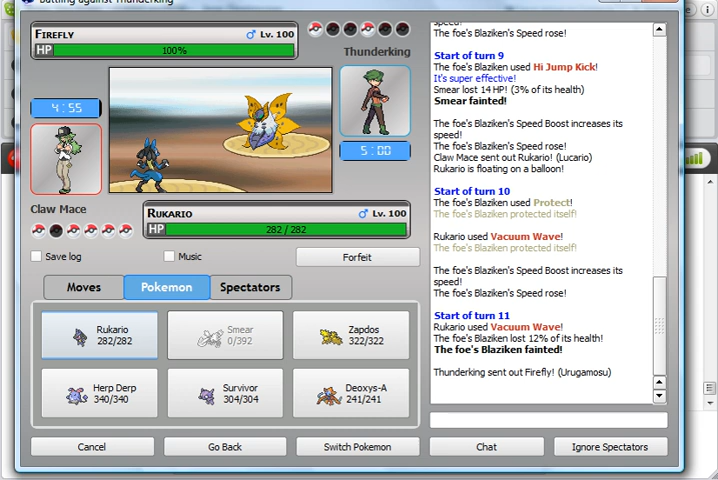 Battling against Thunderking
FIREFLY ♂ Lv. 100
HP 100%
Thunderking
4:55
5:00
Claw Mace
RUKARIO ♂ Lv. 100
HP 282 / 282
Save log
Music
Forfeit
Moves
Pokemon
Spectators
Rukario
282/282
Smear
0/392
Zapdos
322/322
Herp Derp
340/340
Survivor
304/304
Deoxys-A
241/241
Cancel
Go Back
Switch Pokemon
speed!
The foe's Blaziken's Speed rose!
Start of turn 9
The foe's Blaziken used Hi Jump Kick!
It's super effective!
Smear lost 14 HP! (3% of its health)
Smear fainted!
The foe's Blaziken's Speed Boost increases its
speed!
The foe's Blaziken's Speed rose!
Claw Mace sent out Rukario! (Lucario)
Rukario is floating on a balloon!
Start of turn 10
The foe's Blaziken used Protect!
The foe's Blaziken protected itself!
Rukario used Vacuum Wave!
The foe's Blaziken protected itself!
The foe's Blaziken's Speed Boost increases its
speed!
The foe's Blaziken's Speed rose!
Start of turn 11
Rukario used Vacuum Wave!
The foe's Blaziken lost 12% of its health!
The foe's Blaziken fainted!
Thunderking sent out Firefly! (Urugamosu)
Chat
Ignore Spectators